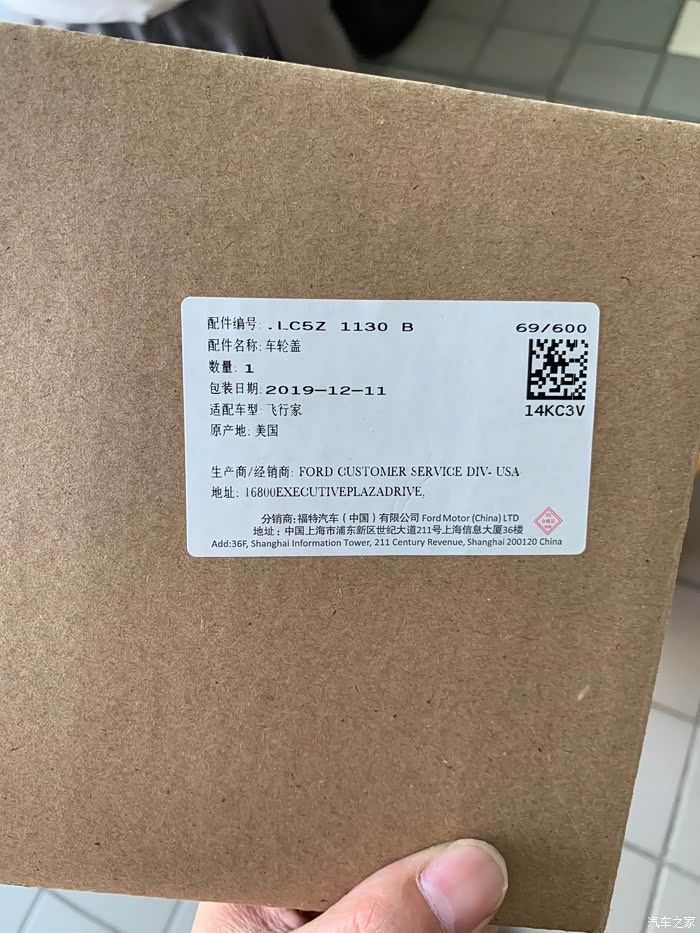 配件编号: .LC5Z 1130 B 69/600
配件名称:车轮盖
数量: 1
包装日期:2019-12-11
14KC3V
适配车型: 飞行家
原产地: 美国
生产商/经销商: FORD CUSTOMER SERVICE DIV- USA
地址: 16800EXECUTIVEPLAZADRIVE,
分销商:福特汽车(中国)有限公司 Ford Motor (China) LTD
地址:中国上海市浦东新区世纪大道211号上海信息大厦36楼
Add:36F, Shanghai Information Tower, 211 Century Revenue, Shanghai 200120 China
合格证
汽车之家